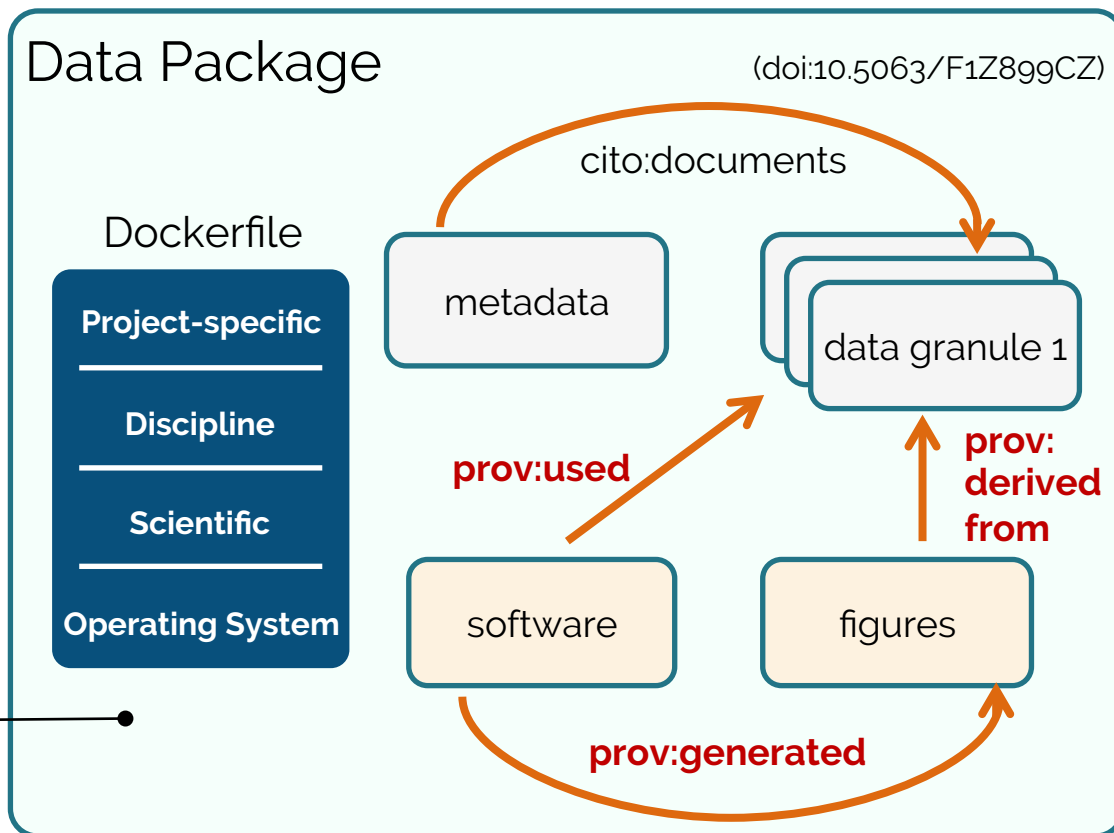 Data Package
(doi:10.5063/F1Z899CZ)
cito:documents
Dockerfile
Project-specific
Discipline
Scientific
Operating System
metadata
data granule 1
prov:used
prov:
derived
from
software
figures
prov:generated